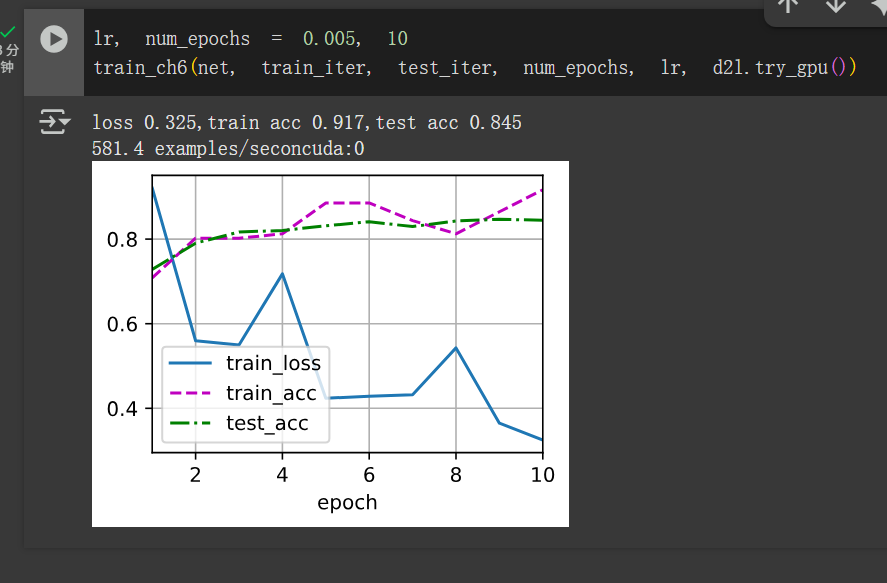 lr, num_epochs = 0.005, 10
3 分
钟
train_ch6(net, train_iter, test_iter, num_epochs, lr, d2l.try_gpu())
loss 0.325,train acc 0.917,test acc 0.845
581.4 examples/seconcuda:0
0.8
0.6
0.4
train_loss
train_acc
test_acc
2 4 6 8 10
epoch